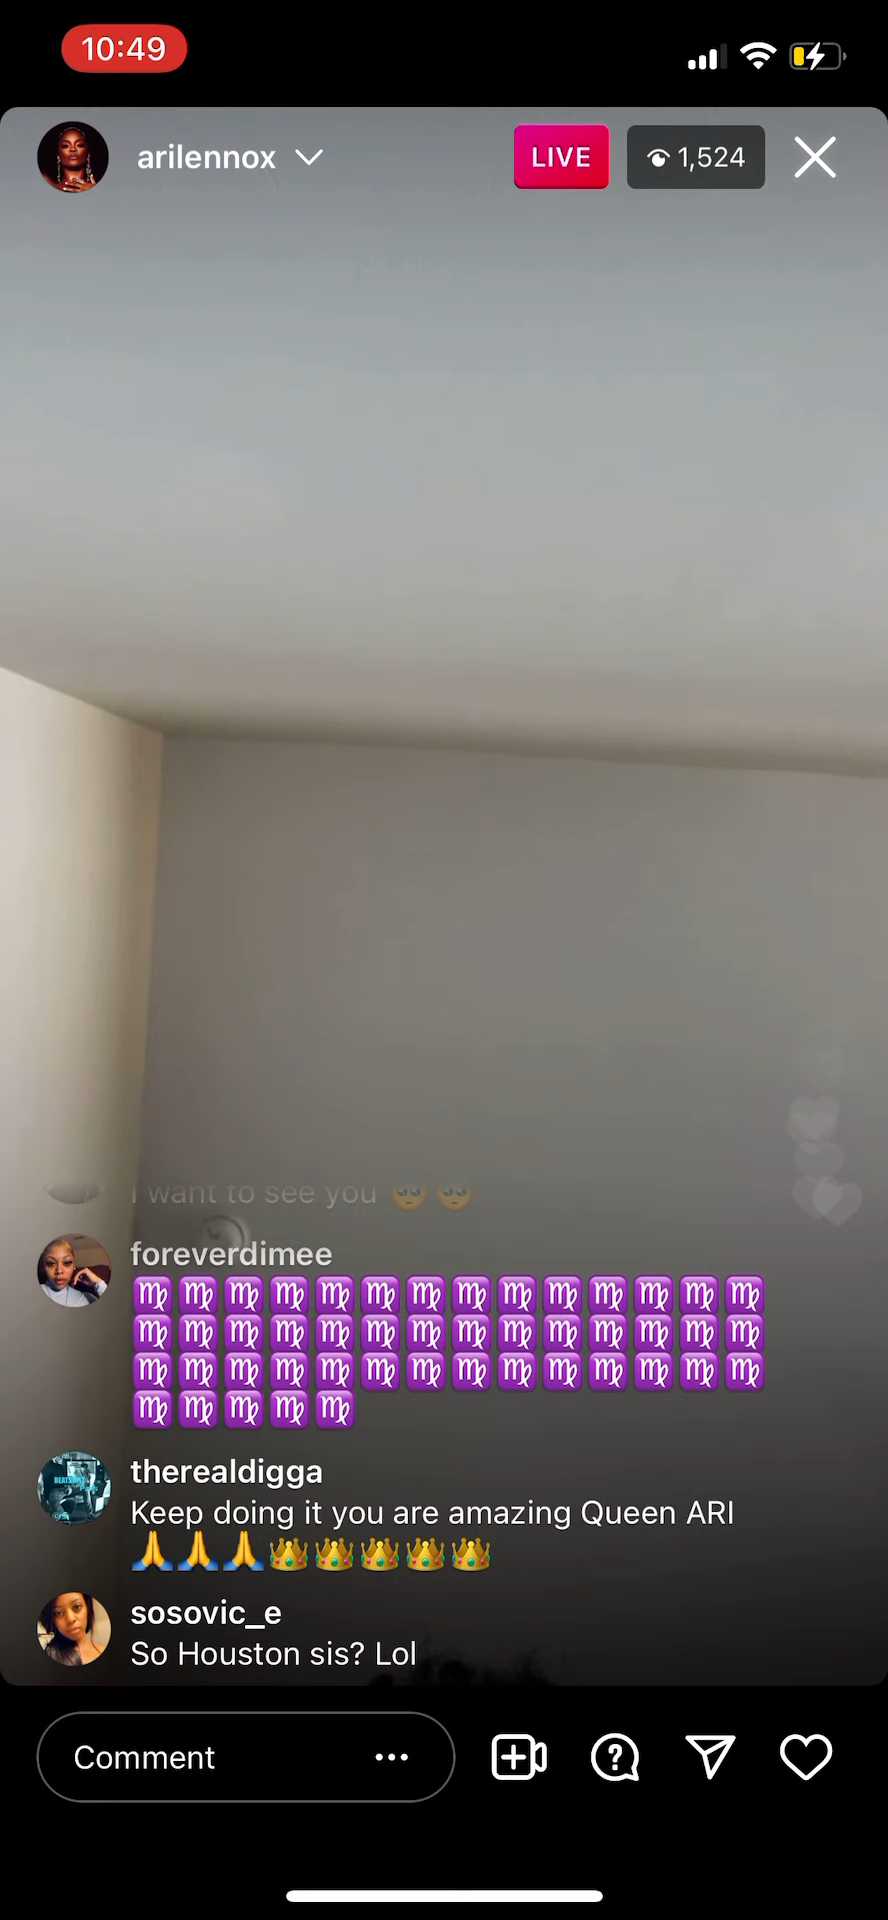 10:49
arilennox
LIVE
1,524
I want to see you 🥺 🥺
foreverdimee
♍♍♍♍♍♍♍♍♍♍♍♍♍♍
♍♍♍♍♍♍♍♍♍♍♍♍♍♍
♍♍♍♍♍♍♍♍♍♍♍♍♍♍
♍♍♍♍♍
therealdigga
Keep doing it you are amazing Queen ARI
🙏🙏🙏👑👑👑👑👑
sosovic_e
So Houston sis? Lol
Comment